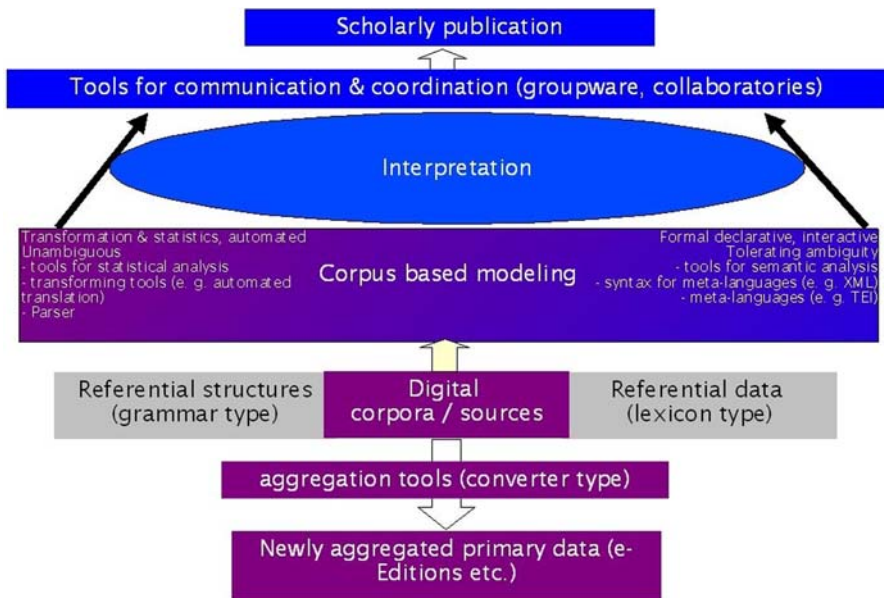 Scholarly publication
Tools for communication & coordination (groupware, collaboratories)
Interpretation
Transformation & statistics, automated
Unambiguous
- tools for statistical analysis
- transforming tools (e. g. automated
translation)
- Parser
Corpus based modeling
Formal declarative, interactive
Tolerating ambiguity
- tools for semantic analysis
- syntax for meta-languages (e. g. XML)
- meta-languages (e. g. TEI)
Referential structures
(grammar type)
Digital
corpora / sources
Referential data
(lexicon type)
aggregation tools (converter type)
Newly aggregated primary data (e-
Editions etc.)